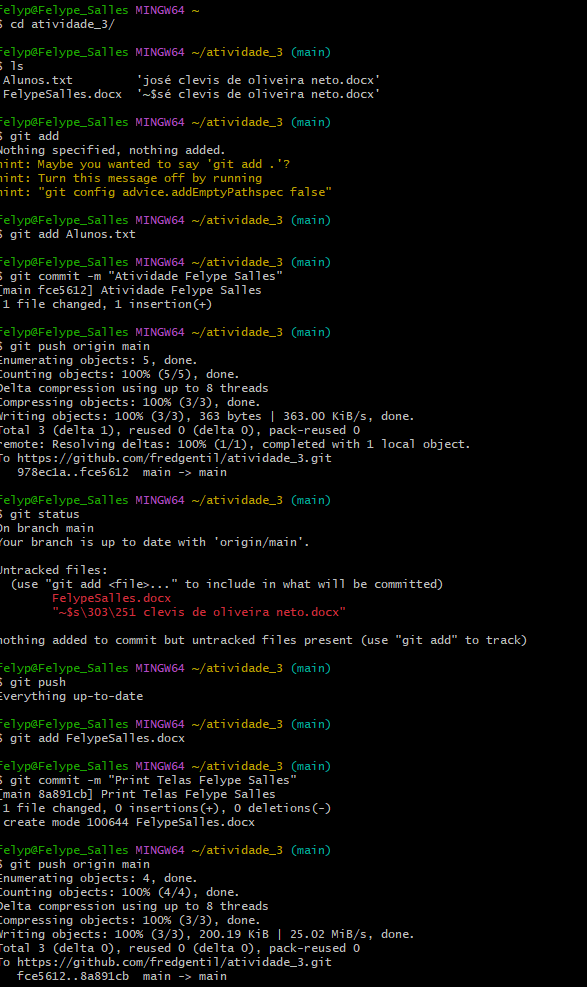 felyp@Felype_Salles MINGW64 ~
$ cd atividade_3/
felyp@Felype_Salles MINGW64 ~/atividade_3 (main)
$ ls
Alunos.txt 'josé clevis de oliveira neto.docx'
FelypeSalles.docx '~$sé clevis de oliveira neto.docx'
felyp@Felype_Salles MINGW64 ~/atividade_3 (main)
$ git add
Nothing specified, nothing added.
hint: Maybe you wanted to say 'git add .'?
hint: Turn this message off by running
hint: "git config advice.addEmptyPathspec false"
felyp@Felype_Salles MINGW64 ~/atividade_3 (main)
$ git add Alunos.txt
felyp@Felype_Salles MINGW64 ~/atividade_3 (main)
$ git commit -m "Atividade Felype Salles"
[main fce5612] Atividade Felype Salles
1 file changed, 1 insertion(+)
felyp@Felype_Salles MINGW64 ~/atividade_3 (main)
$ git push origin main
Enumerating objects: 5, done.
Counting objects: 100% (5/5), done.
Delta compression using up to 8 threads
Compressing objects: 100% (3/3), done.
Writing objects: 100% (3/3), 363 bytes | 363.00 KiB/s, done.
Total 3 (delta 1), reused 0 (delta 0), pack-reused 0
remote: Resolving deltas: 100% (1/1), completed with 1 local object.
To https://github.com/fredgentil/atividade_3.git
978ec1a..fce5612 main -> main
felyp@Felype_Salles MINGW64 ~/atividade_3 (main)
$ git status
On branch main
Your branch is up to date with 'origin/main'.
Untracked files:
(use "git add <file>..." to include in what will be committed)
FelypeSalles.docx
"~$s\303\251 clevis de oliveira neto.docx"
nothing added to commit but untracked files present (use "git add" to track)
felyp@Felype_Salles MINGW64 ~/atividade_3 (main)
$ git push
Everything up-to-date
felyp@Felype_Salles MINGW64 ~/atividade_3 (main)
$ git add FelypeSalles.docx
felyp@Felype_Salles MINGW64 ~/atividade_3 (main)
$ git commit -m "Print Telas Felype Salles"
[main 8a891cb] Print Telas Felype Salles
1 file changed, 0 insertions(+), 0 deletions(-)
create mode 100644 FelypeSalles.docx
felyp@Felype_Salles MINGW64 ~/atividade_3 (main)
$ git push origin main
Enumerating objects: 4, done.
Counting objects: 100% (4/4), done.
Delta compression using up to 8 threads
Compressing objects: 100% (3/3), done.
Writing objects: 100% (3/3), 200.19 KiB | 25.02 MiB/s, done.
Total 3 (delta 0), reused 0 (delta 0), pack-reused 0
To https://github.com/fredgentil/atividade_3.git
fce5612..8a891cb main -> main